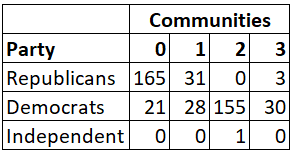 Communities
Party 0 1 2 3
Republicans 165 31 0 3
Democrats 21 28 155 30
Independent 0 0 1 0